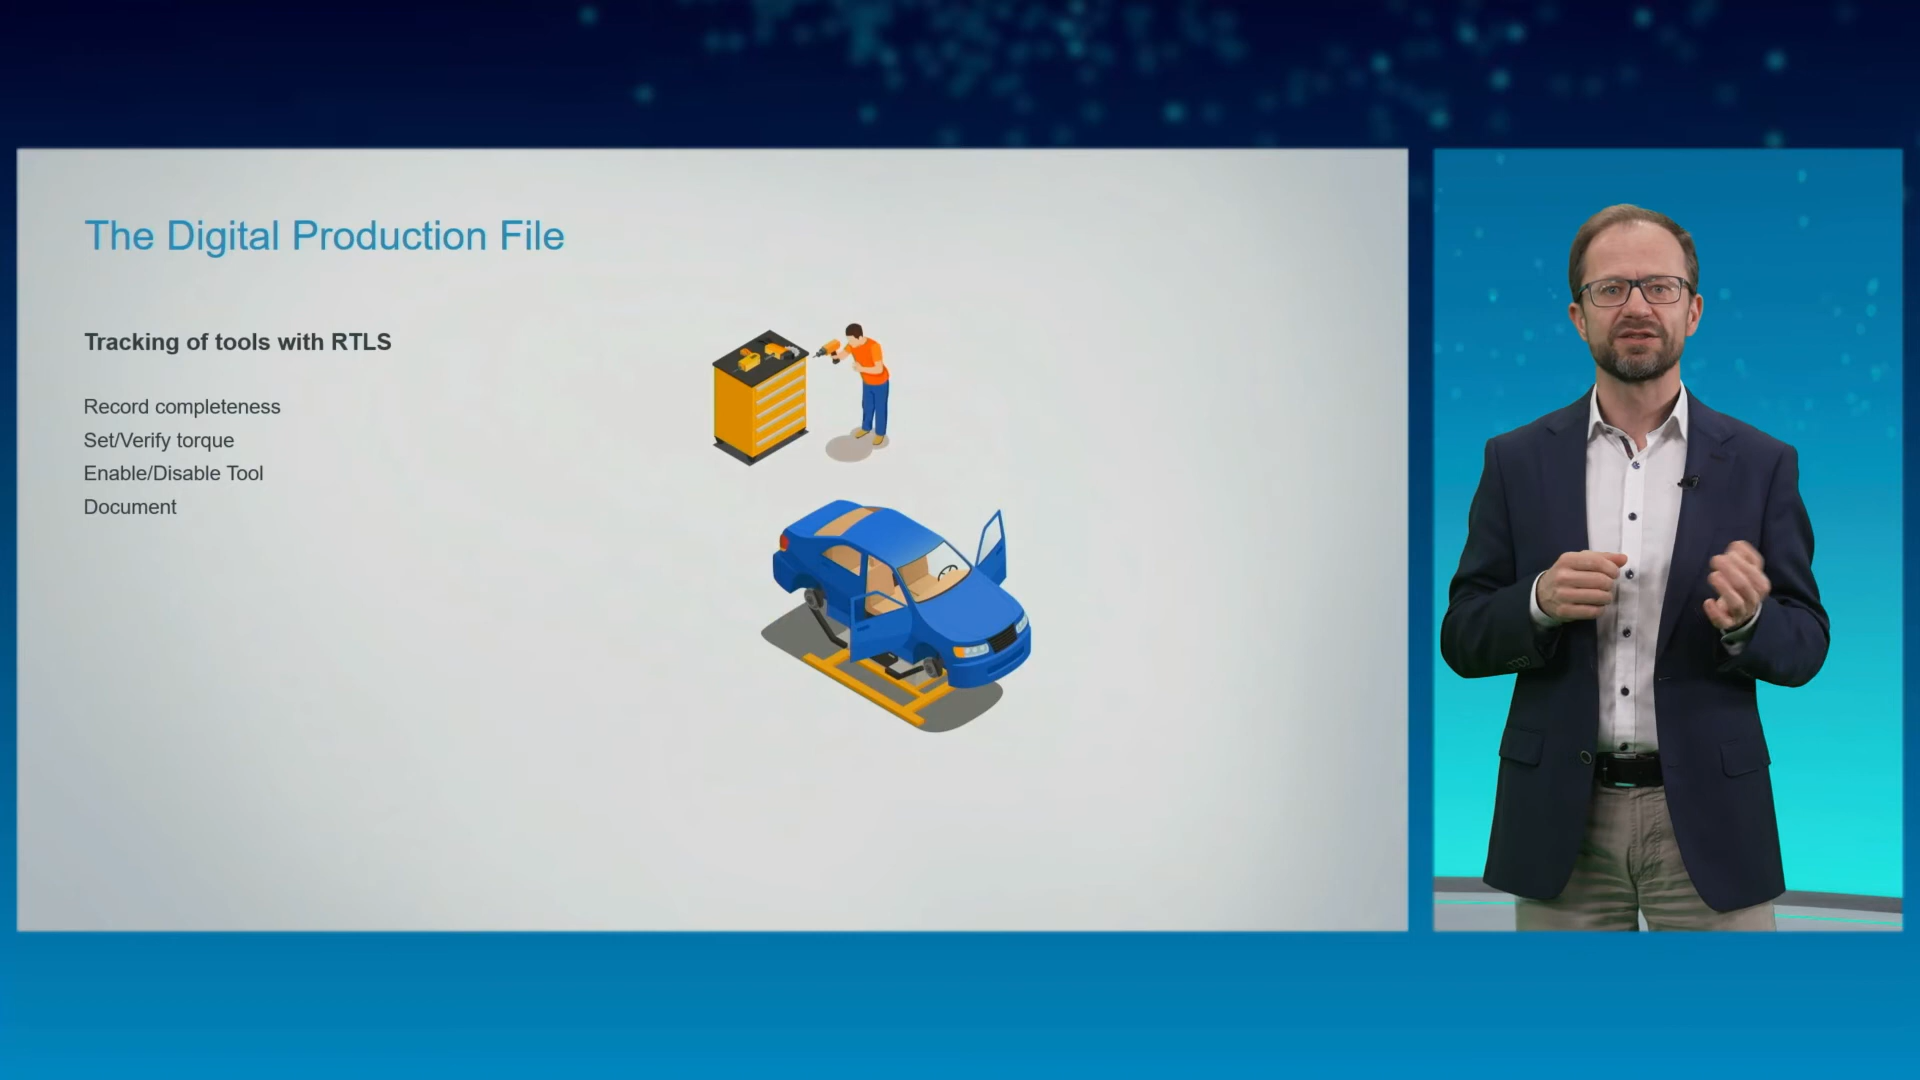 The Digital Production File
Tracking of tools with RTLS
Record completeness
Set/Verify torque
Enable/Disable Tool
Document